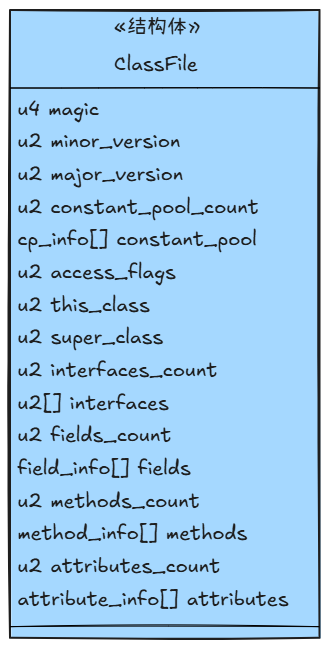 «结构体»
ClassFile
u4 magic
u2 minor_version
u2 major_version
u2 constant_pool_count
cp_info[] constant_pool
u2 access_flags
u2 this_class
u2 super_class
u2 interfaces_count
u2[] interfaces
u2 fields_count
field_info[] fields
u2 methods_count
method_info[] methods
u2 attributes_count
attribute_info[] attributes